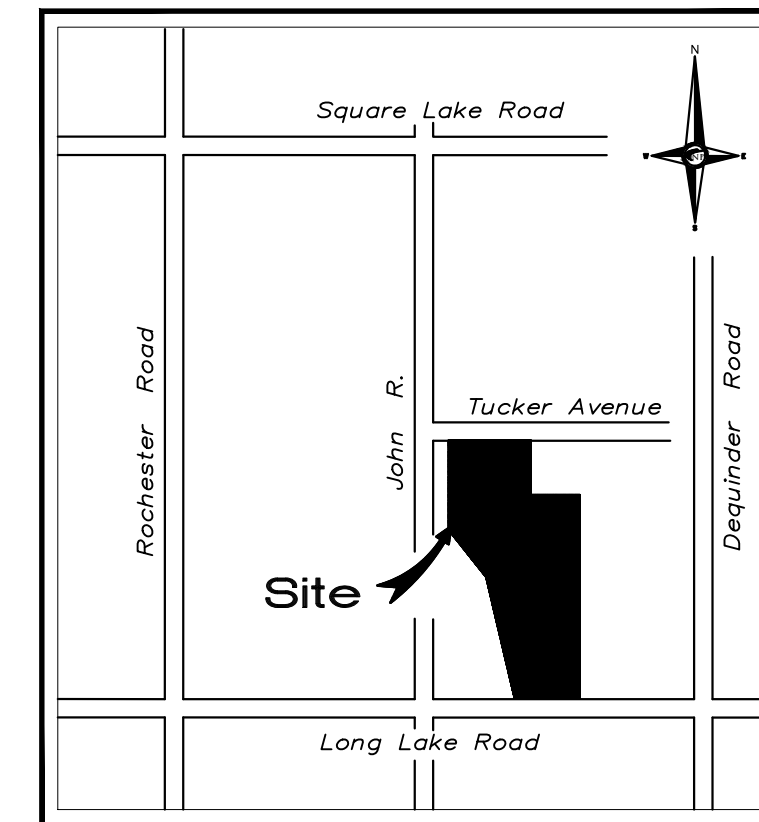 N
Square Lake Road
W
E
S
Rochester Road
John R.
Tucker Avenue
Dequinder Road
Site
Long Lake Road